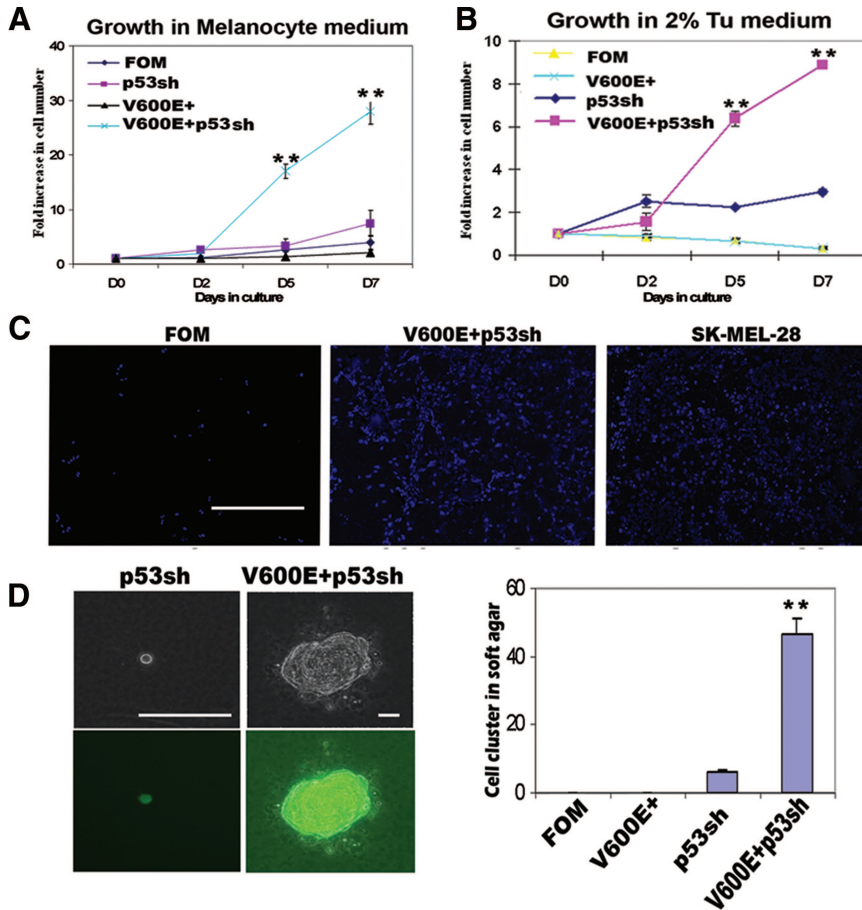 A
Growth in Melanocyte medium
Fold increase in cell number
40
30
20
10
0
FOM
p53sh
V600E+
V600E+p53sh
**
**
D0 D2 D5 D7
Days in culture
B
Growth in 2% Tu medium
Fold increase in cell number
10
8
6
4
2
0
FOM
V600E+
p53sh
V600E+p53sh
**
**
D0 D2 D5 D7
Days in culture
C
FOM V600E+p53sh SK-MEL-28
D
p53sh V600E+p53sh
Cell cluster in soft agar
60
40
20
0
**
FOM
V600E+
p53sh
V600E+p53sh